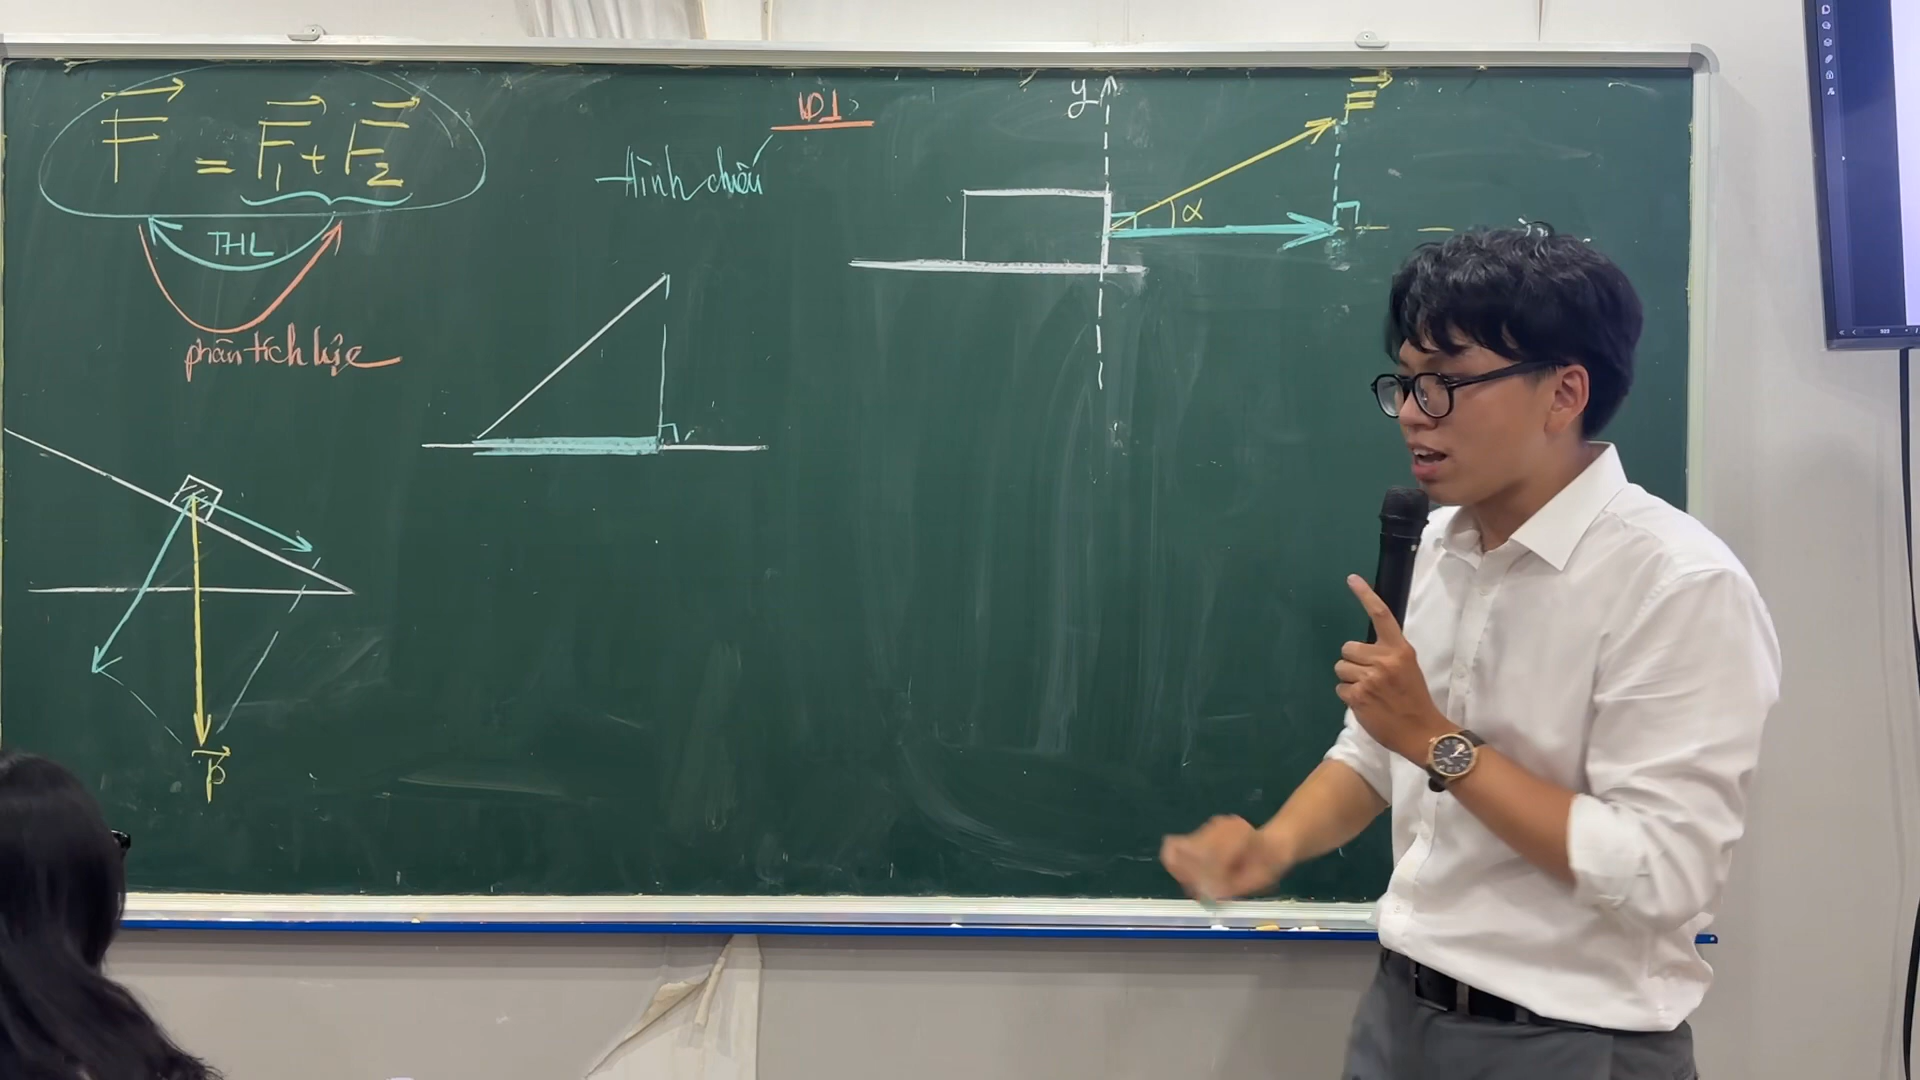 F = F₁ + F₂
THL
phân tích lực
P
VD1
Hình chiếu
y
F
α